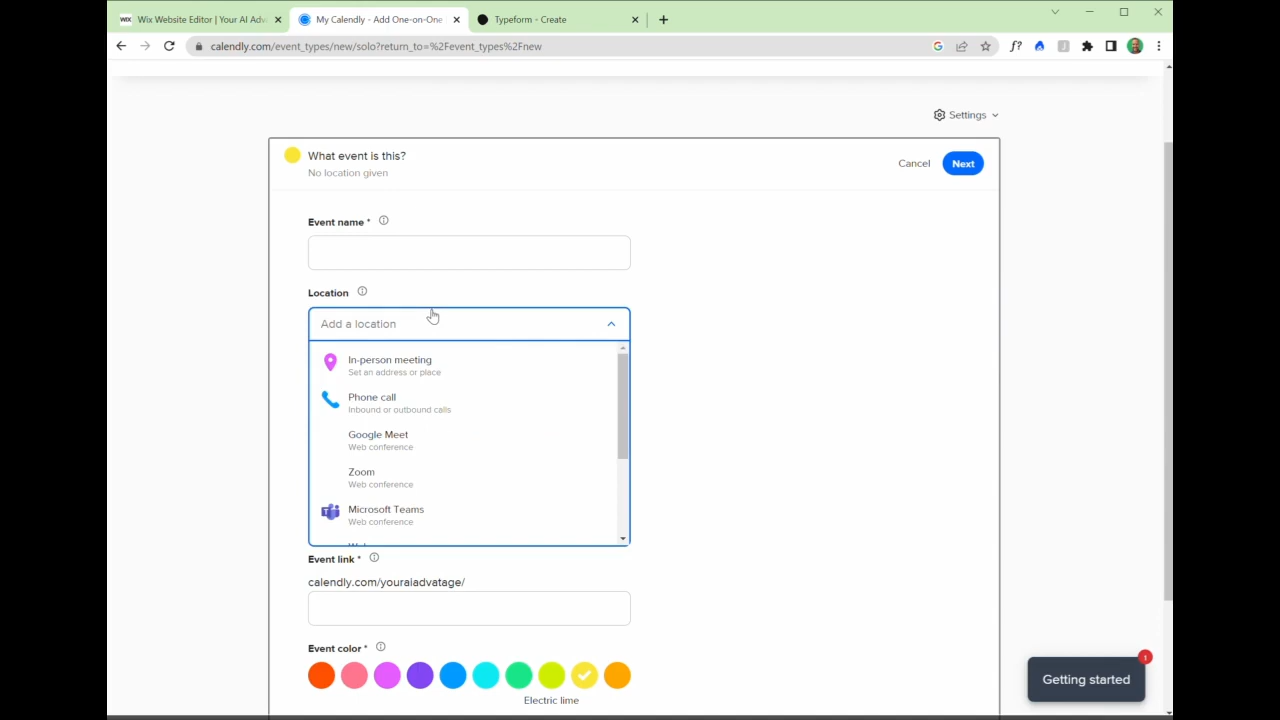 Wix Website Editor | Your AI Adv
My Calendly - Add One-on-One
Typeform - Create
calendly.com/event_types/new/solo?return_to=%2Fevent_types%2Fnew
f?
Settings
What event is this?
No location given
Cancel
Next
Event name *
Location
Add a location
In-person meeting
Set an address or place
Phone call
Inbound or outbound calls
Google Meet
Web conference
Zoom
Web conference
Microsoft Teams
Web conference
Event link *
calendly.com/youraiadvatage/
Event color *
Electric lime
1
Getting started